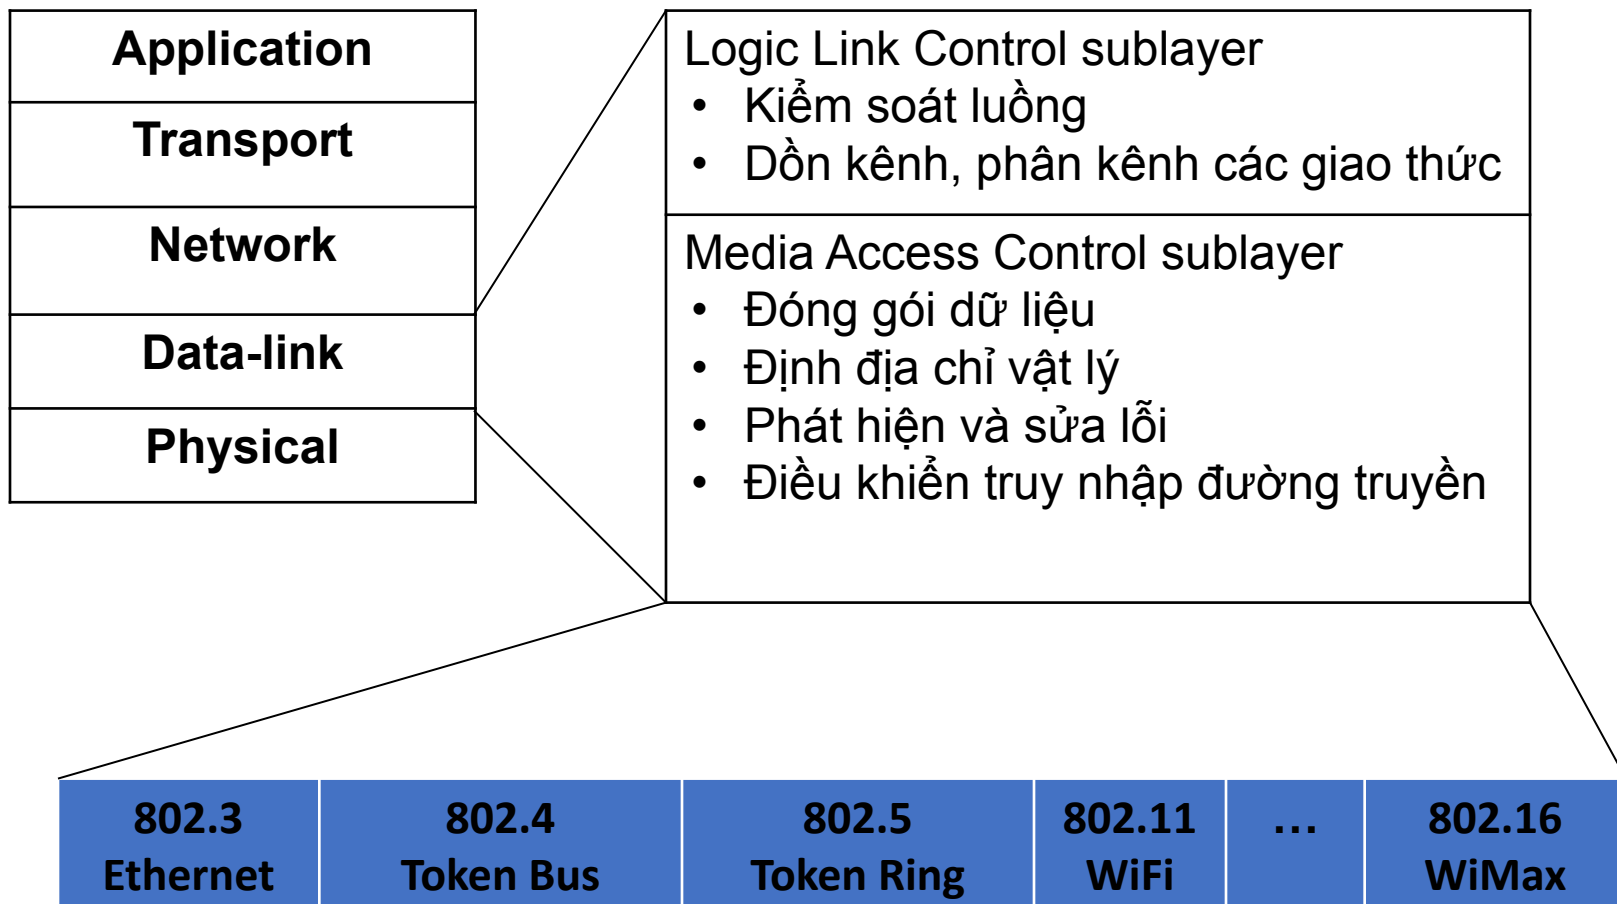 Application
Transport
Network
Data-link
Physical
Logic Link Control sublayer
• Kiểm soát luồng
• Dồn kênh, phân kênh các giao thức
Media Access Control sublayer
• Đóng gói dữ liệu
• Định địa chỉ vật lý
• Phát hiện và sửa lỗi
• Điều khiển truy nhập đường truyền
802.3
Ethernet
802.4
Token Bus
802.5
Token Ring
802.11
WiFi
...
802.16
WiMax